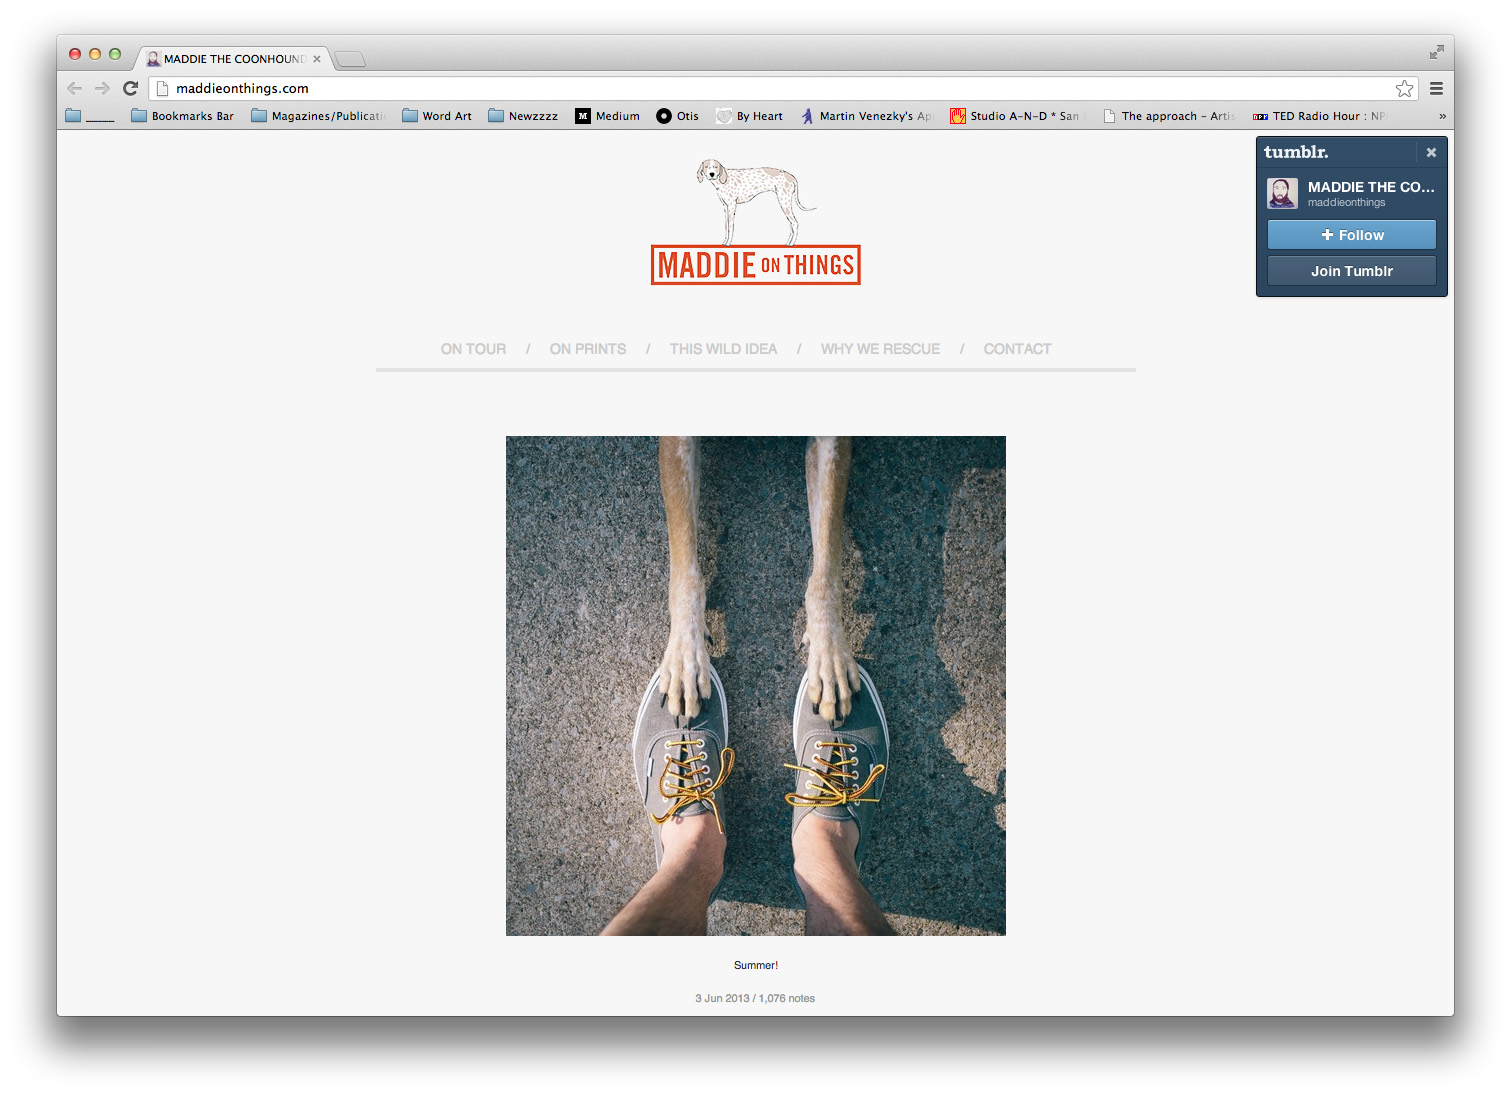 MADDIE THE COONHOUND
maddieonthings.com
Bookmarks Bar
Magazines/Publicati
Word Art
Newzzzz
M Medium
Otis
By Heart
Martin Venezky's Ap
Studio A-N-D * San
The approach – Artis
TED Radio Hour : NP
»
tumblr.
MADDIE THE CO...
maddieonthings
+ Follow
Join Tumblr
MADDIE ON THINGS
ON TOUR / ON PRINTS / THIS WILD IDEA / WHY WE RESCUE / CONTACT
Summer!
3 Jun 2013 / 1,076 notes